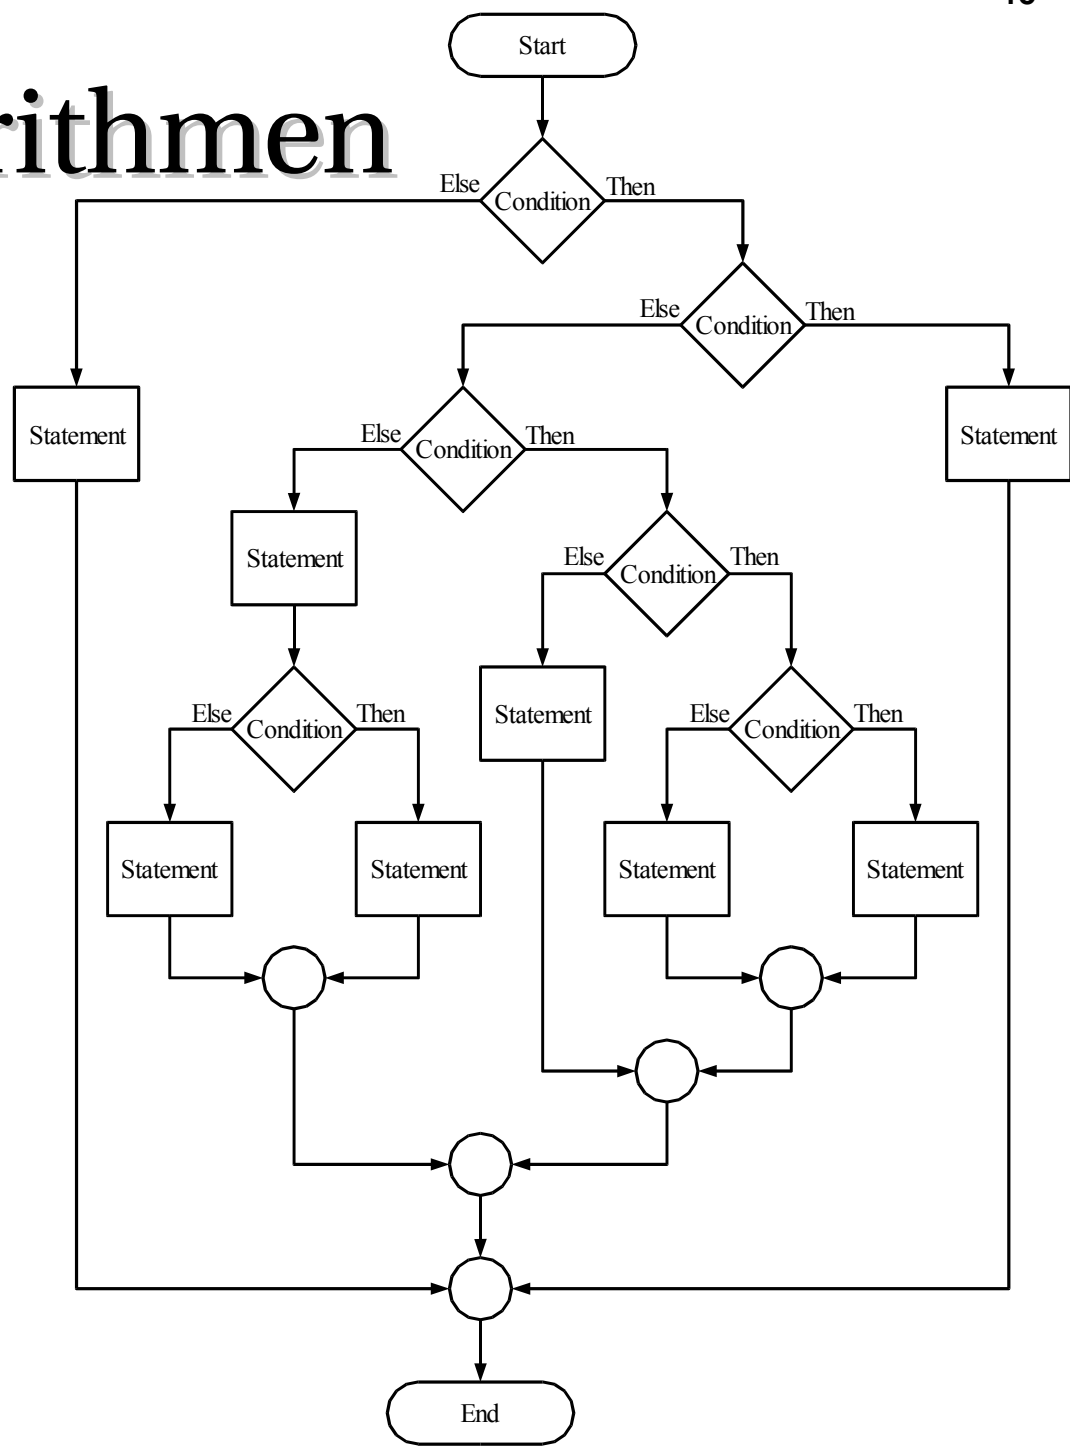 Start
rithmen
Else
Condition
Then
Else
Condition
Then
Statement
Else
Condition
Then
Statement
Statement
Else
Condition
Then
Statement
Else
Condition
Then
Statement
Else
Condition
Then
Statement
Statement
Statement
Statement
End